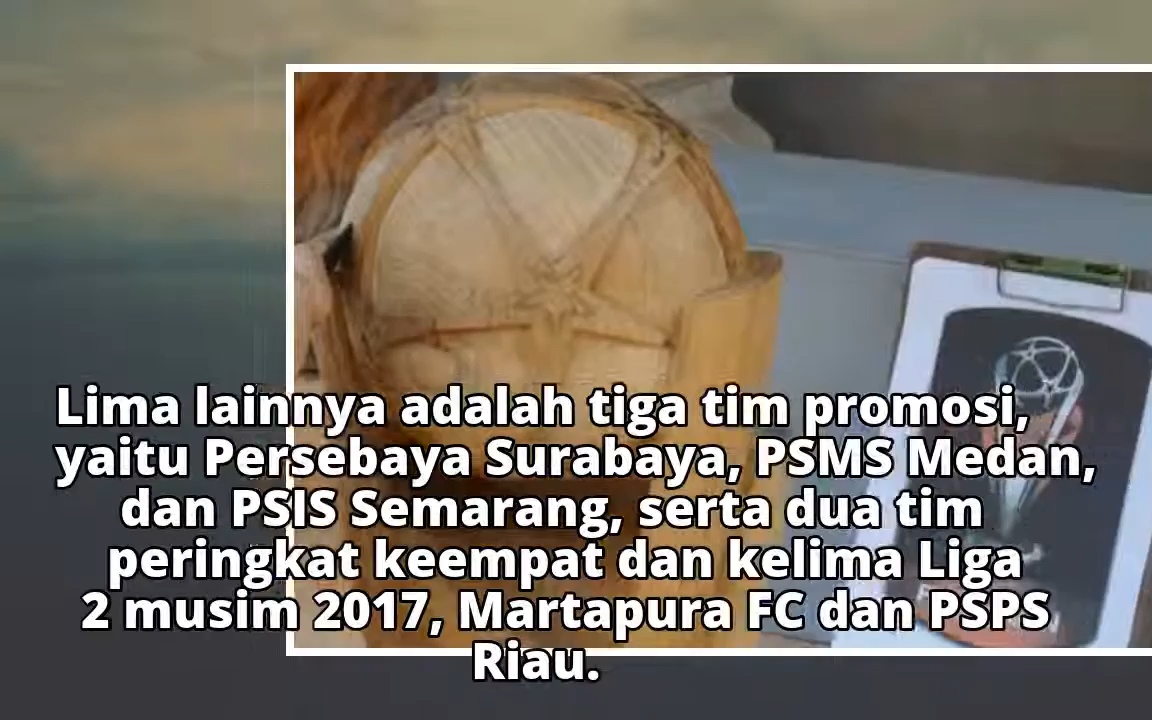 Lima lainnya adalah tiga tim promosi,
yaitu Persebaya Surabaya, PSMS Medan,
dan PSIS Semarang, serta dua tim
peringkat keempat dan kelima Liga
2 musim 2017, Martapura FC dan PSPS
Riau.